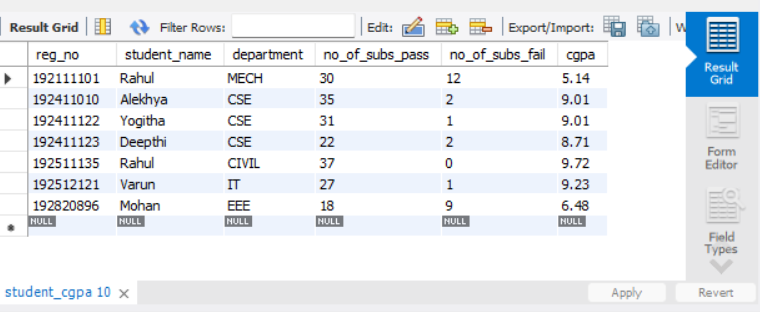 Result Grid Filter Rows: Edit: Export/Import: W
reg_no student_name department no_of_subs_pass no_of_subs_fail cgpa
192111101 Rahul MECH 30 12 5.14
192411010 Alekhya CSE 35 2 9.01
192411122 Yogitha CSE 31 1 9.01
192411123 Deepthi CSE 22 2 8.71
192511135 Rahul CIVIL 37 0 9.72
192512121 Varun IT 27 1 9.23
192820896 Mohan EEE 18 9 6.48
NULL NULL NULL NULL NULL NULL
Result
Grid
Form
Editor
Field
Types
student_cgpa 10
Apply Revert